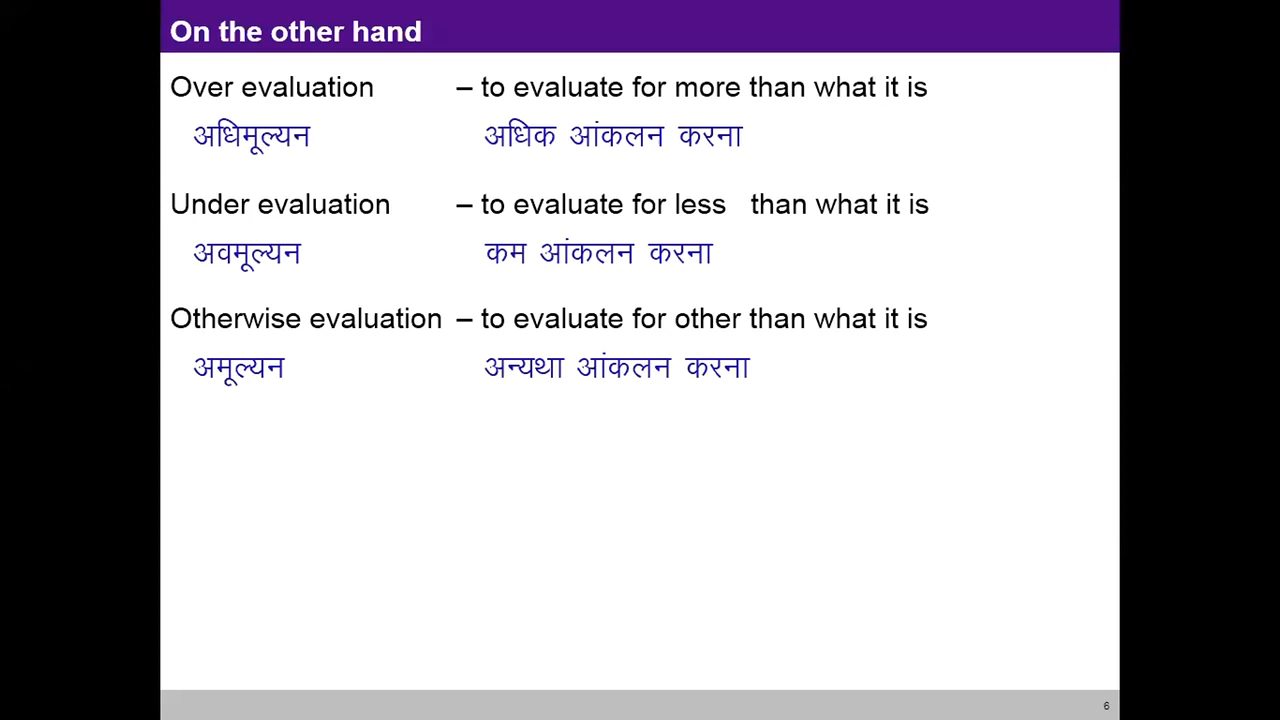 On the other hand
Over evaluation – to evaluate for more than what it is
अधिमूल्यन अधिक आंकलन करना
Under evaluation – to evaluate for less than what it is
अवमूल्यन कम आंकलन करना
Otherwise evaluation – to evaluate for other than what it is
अमूल्यन अन्यथा आंकलन करना
6